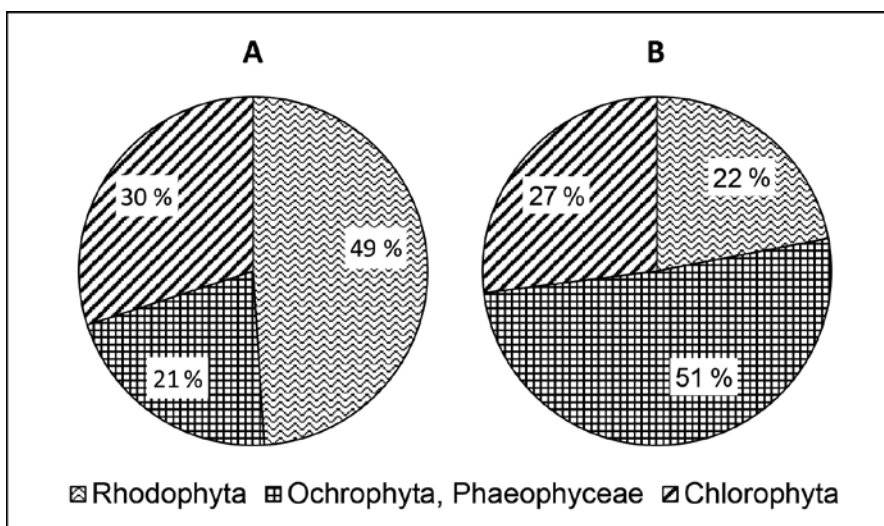 A B
30 % 49 % 21 %
27 % 22 % 51 %
Rhodophyta Ochrophyta, Phaeophyceae Chlorophyta